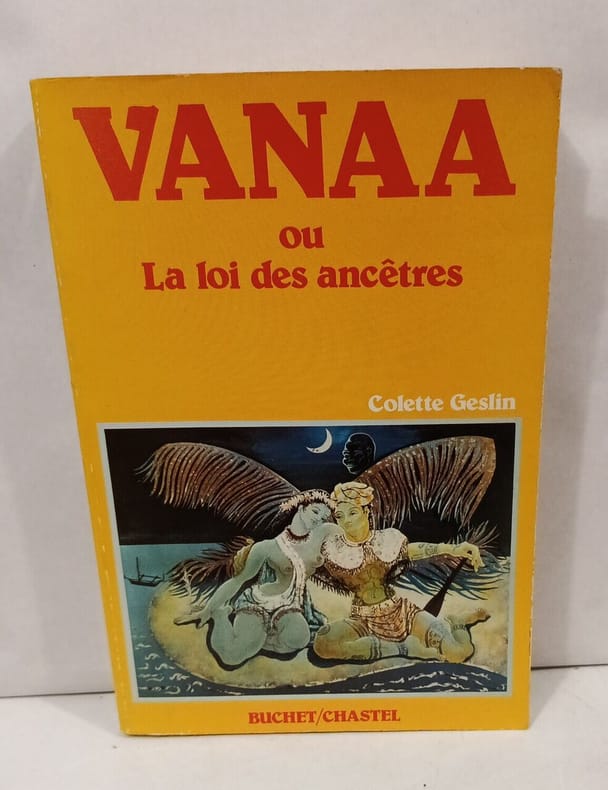 VANAA
ou
La loi des ancêtres
Colette Geslin
BUCHET/CHASTEL